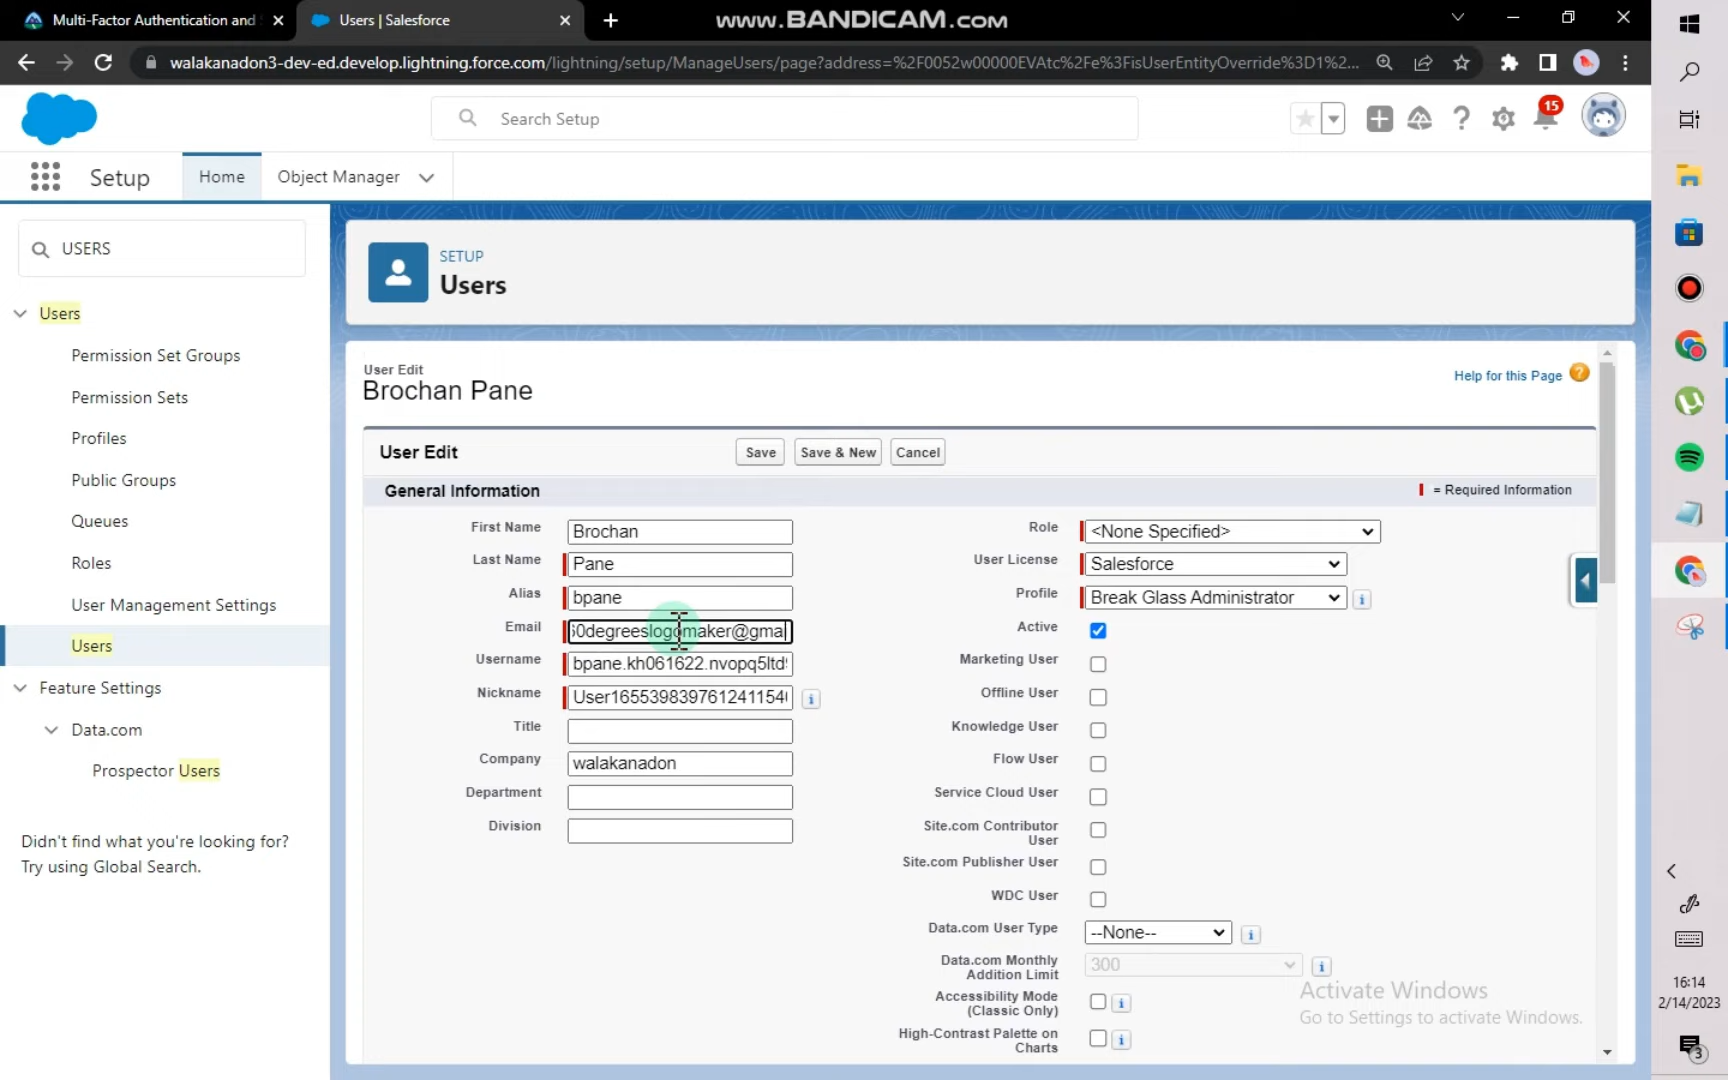 Multi-Factor Authentication and
Users | Salesforce
www.BANDICAM.com
walakanadon3-dev-ed.develop.lightning.force.com/lightning/setup/ManageUsers/page?address=%2F0052w00000EVAtc%2Fe%3FisUserEntityOverride%3D1%2...
Search Setup
15
Setup
Home
Object Manager
USERS
Users
Permission Set Groups
Permission Sets
Profiles
Public Groups
Queues
Roles
User Management Settings
Users
Feature Settings
Data.com
Prospector Users
Didn't find what you're looking for?
Try using Global Search.
SETUP
Users
User Edit
Brochan Pane
Help for this Page
User Edit
Save
Save & New
Cancel
General Information
= Required Information
First Name
Brochan
Last Name
Pane
Alias
bpane
Email
60degreeslogomaker@gmai
Username
bpane.kh061622.nvopq5ltd
Nickname
User16553983976124115
Title
Company
walakanadon
Department
Division
Role
<None Specified>
User License
Salesforce
Profile
Break Glass Administrator
Active
Marketing User
Offline User
Knowledge User
Flow User
Service Cloud User
Site.com Contributor
User
Site.com Publisher User
WDC User
Data.com User Type
--None--
Data.com Monthly
Addition Limit
300
Accessibility Mode
(Classic Only)
High-Contrast Palette on
Charts
Activate Windows
Go to Settings to activate Windows.
16:14
2/14/2023
3